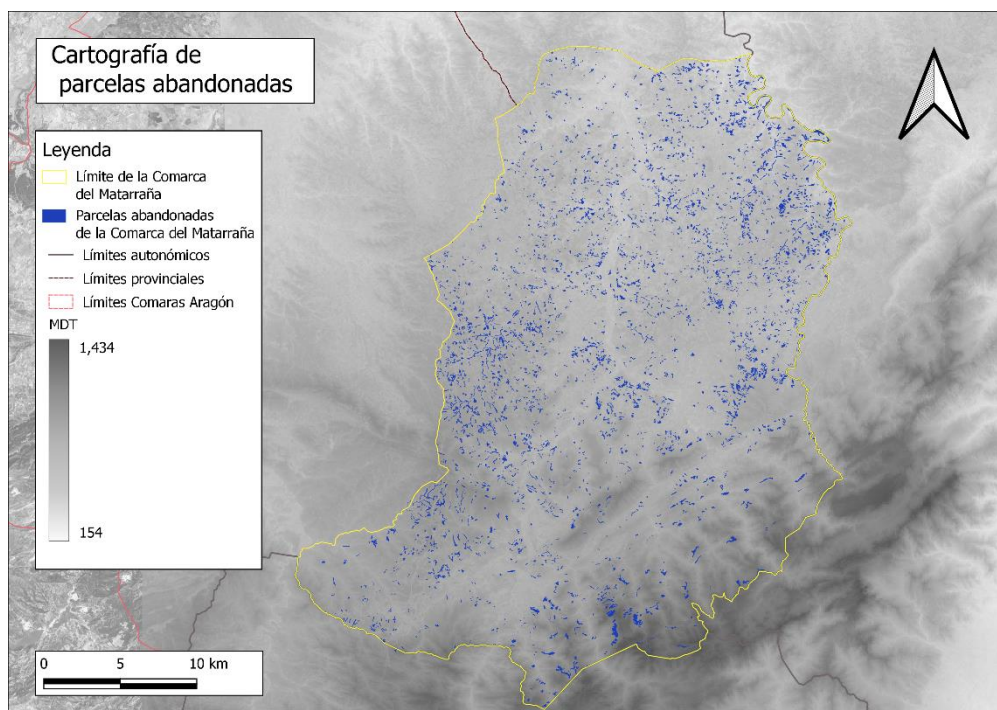 Cartografía de
parcelas abandonadas
Leyenda
Límite de la Comarca
del Matarraña
Parcelas abandonadas
de la Comarca del Matarraña
Límites autonómicos
Límites provinciales
Límites Comaras Aragón
MDT
1,434
154
0 5 10 km